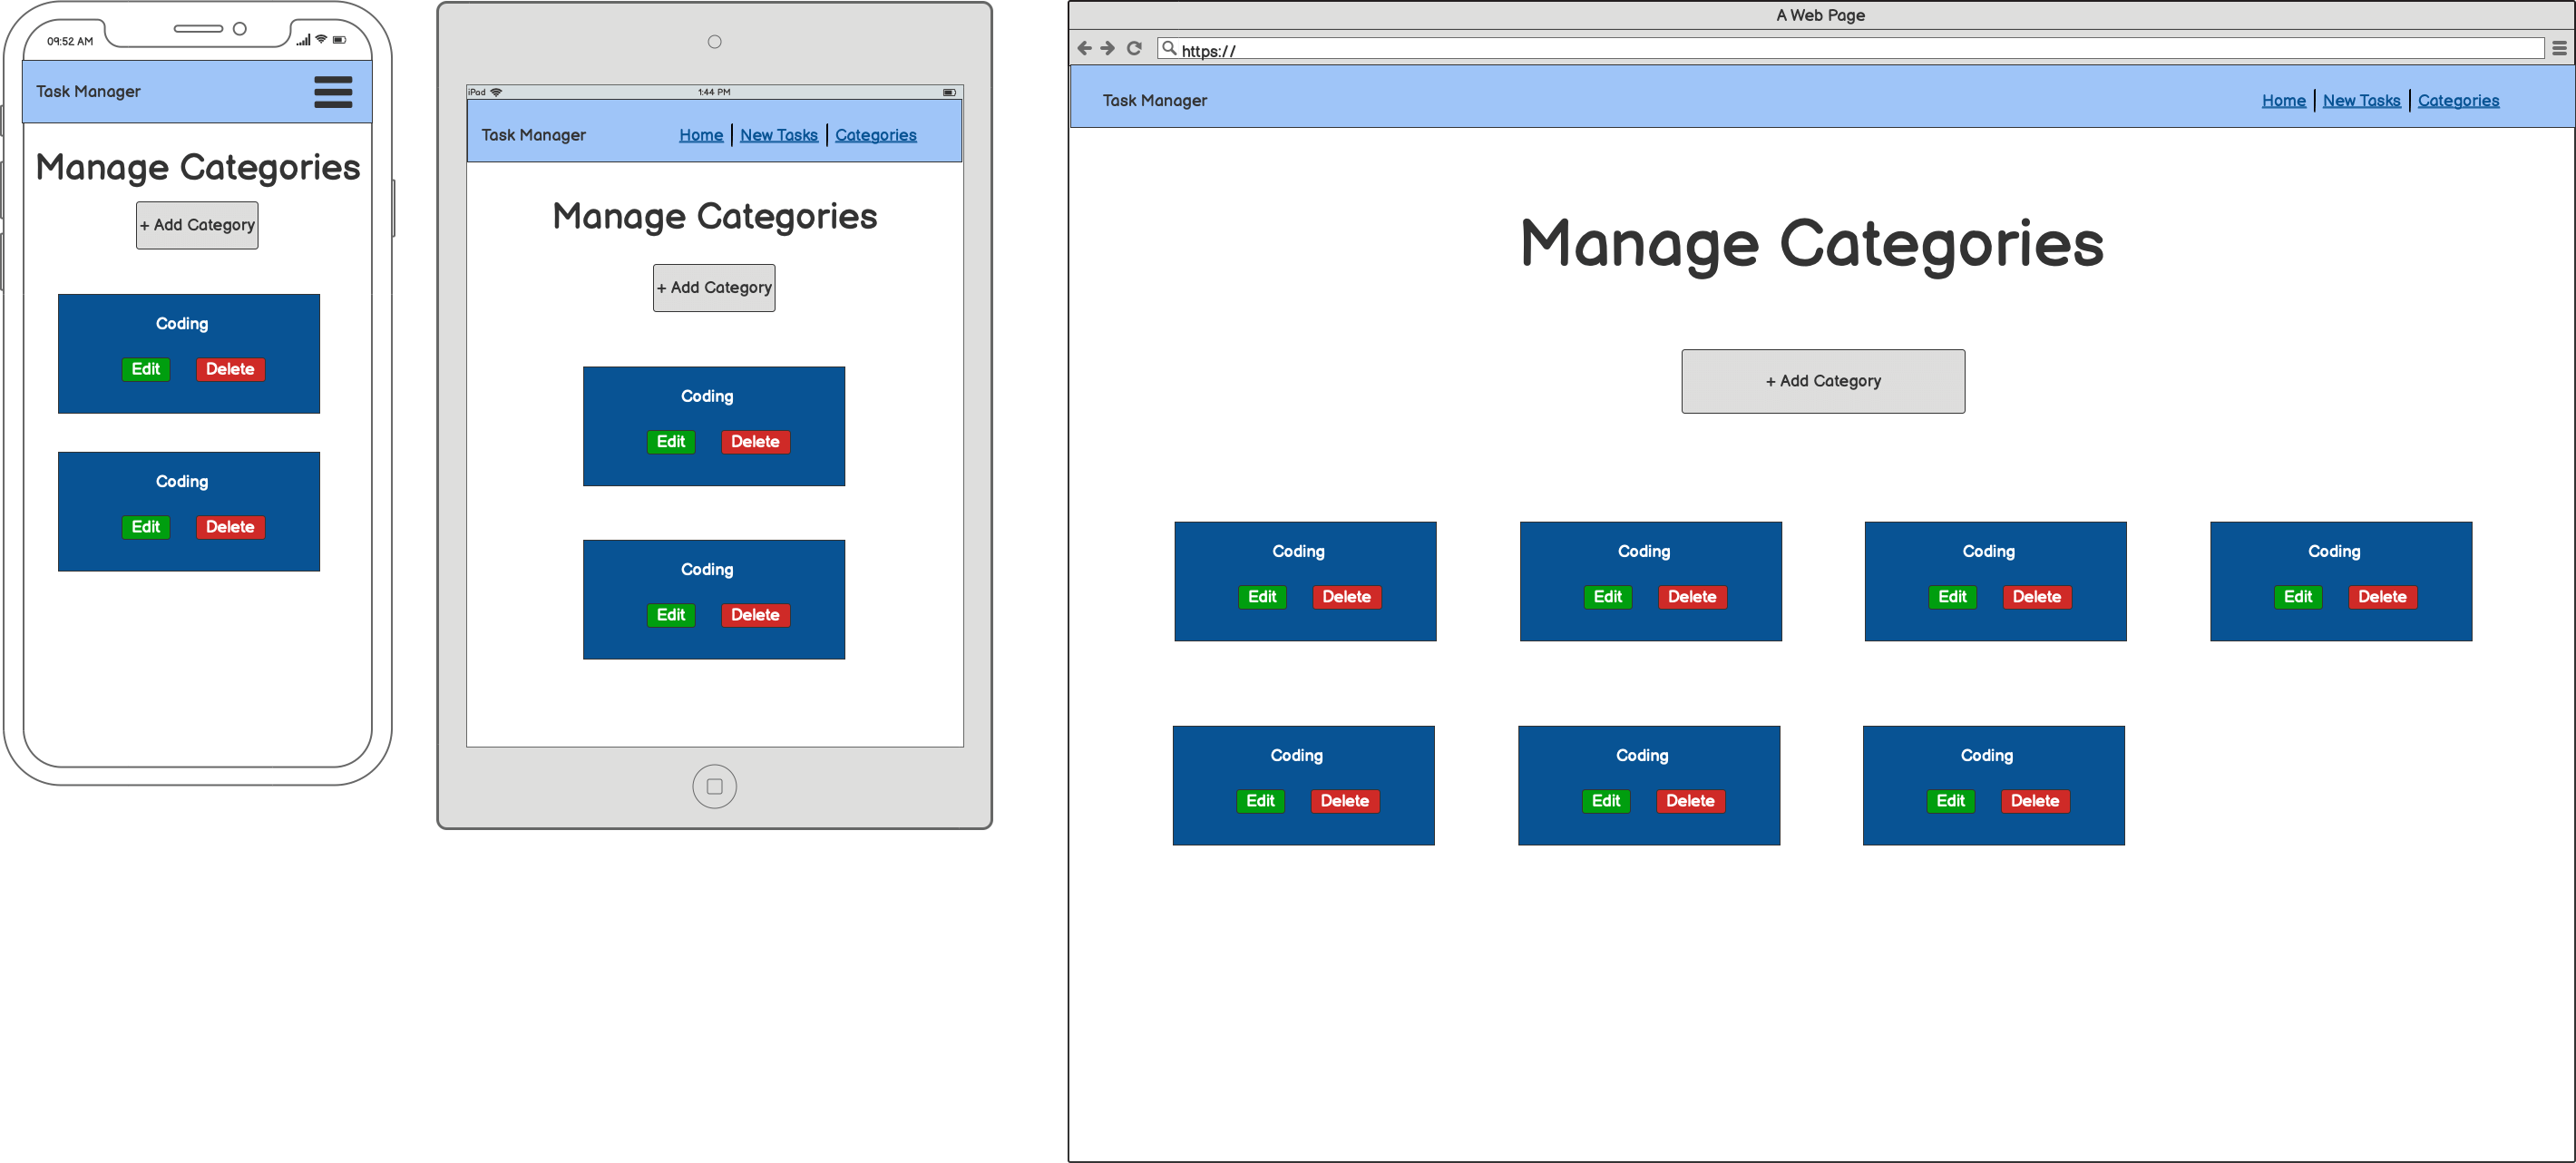 09:52 AM
Task Manager
Manage Categories
+ Add Category
Coding
Edit Delete
Coding
Edit Delete
iPad 1:44 PM
Task Manager Home New Tasks Categories
Manage Categories
+ Add Category
Coding
Edit Delete
Coding
Edit Delete
A Web Page
https://
Task Manager Home New Tasks Categories
Manage Categories
+ Add Category
Coding Coding Coding Coding
Edit Delete Edit Delete Edit Delete Edit Delete
Coding Coding Coding
Edit Delete Edit Delete Edit Delete